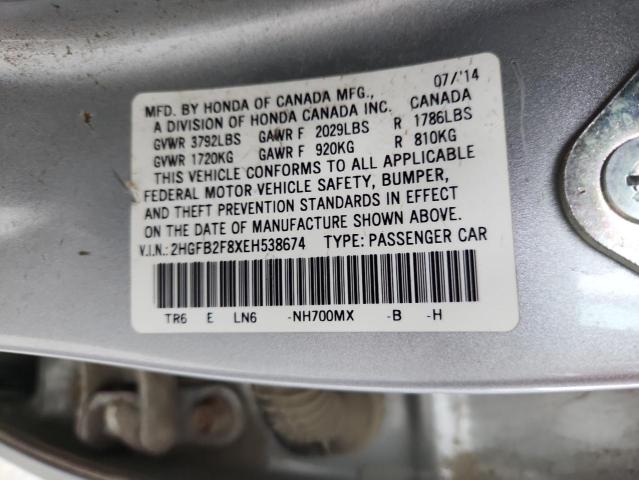 MFD. BY HONDA OF CANADA MFG., 07/'14
A DIVISION OF HONDA CANADA INC. CANADA
GVWR 3792LBS GAWR F 2029LBS R 1786LBS
GVWR 1720KG GAWR F 920KG R 810KG
THIS VEHICLE CONFORMS TO ALL APPLICABLE
FEDERAL MOTOR VEHICLE SAFETY, BUMPER,
AND THEFT PREVENTION STANDARDS IN EFFECT
ON THE DATE OF MANUFACTURE SHOWN ABOVE.
V.I.N.: 2HGFB2F8XEH538674 TYPE: PASSENGER CAR
TR6 E LN6 -NH700MX -B -H